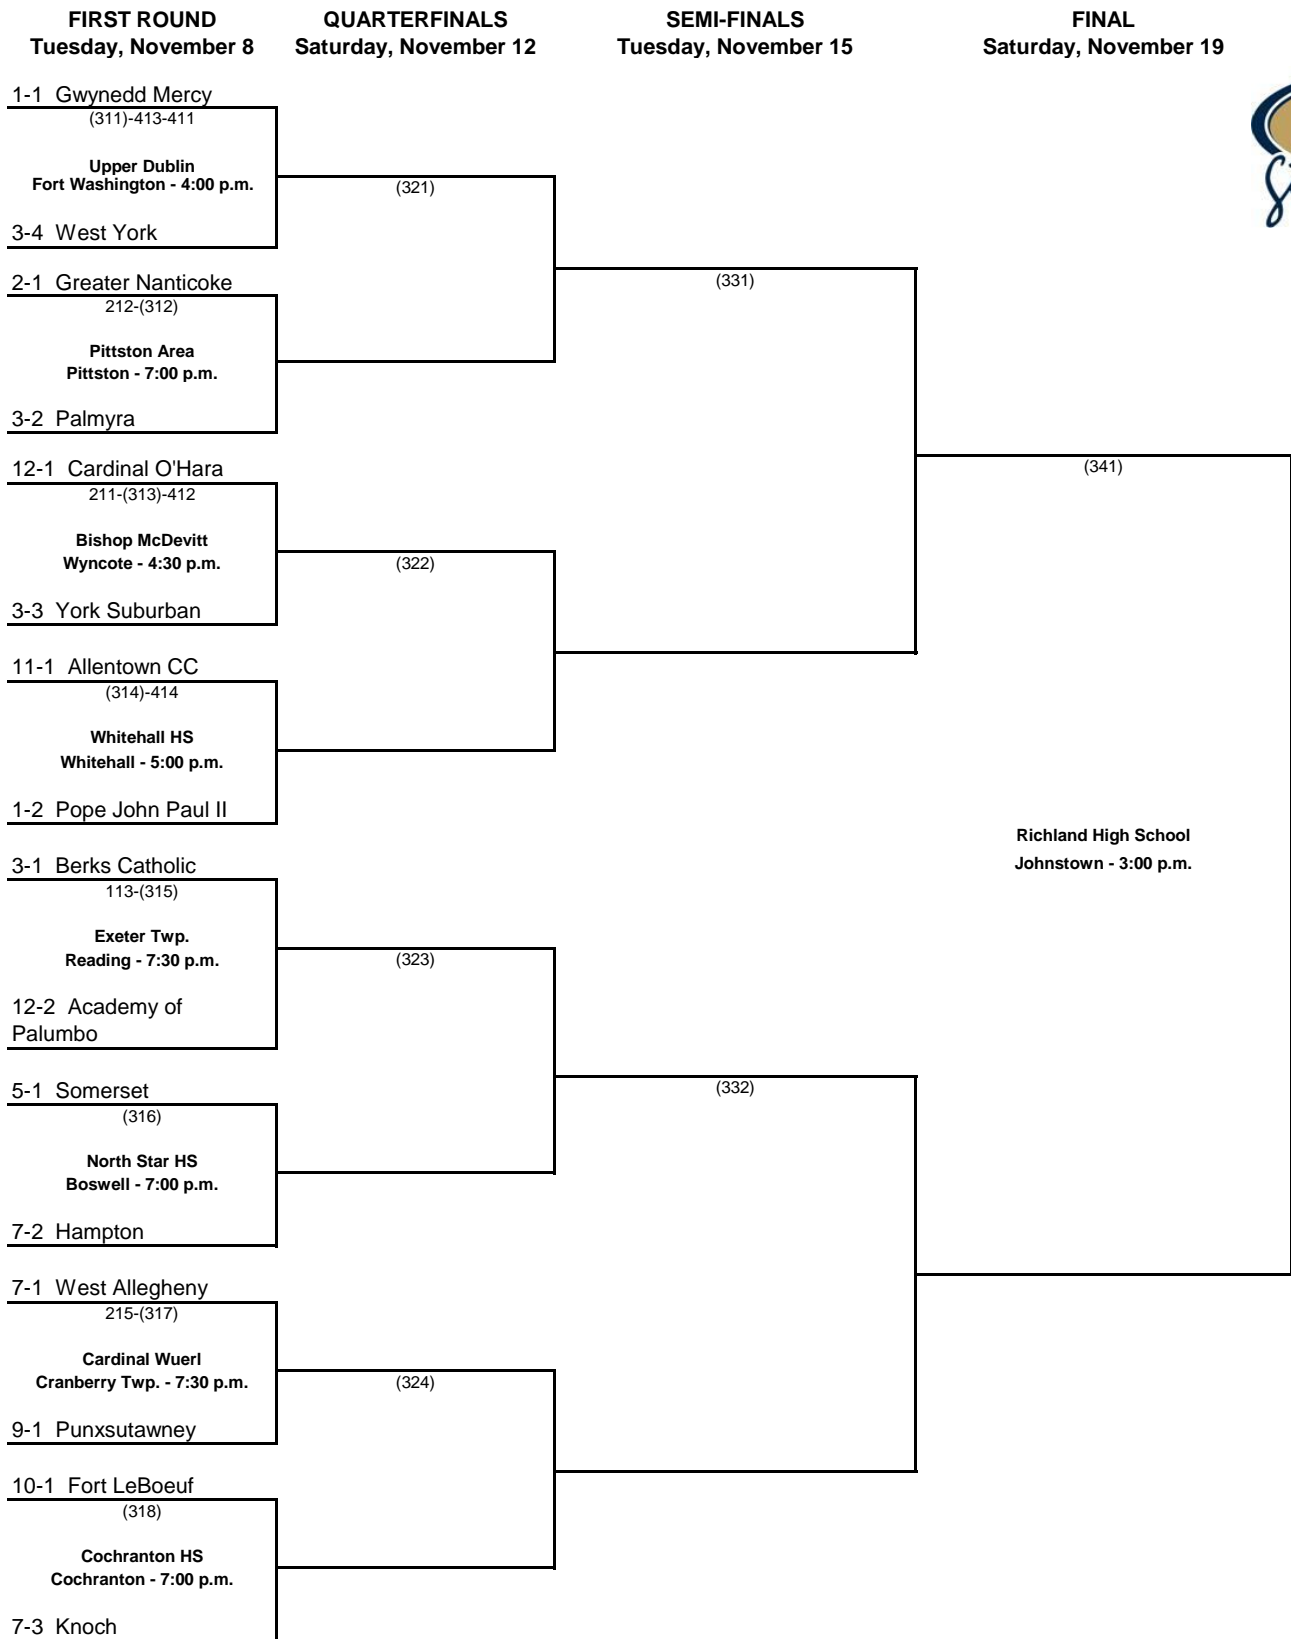 FIRST ROUND
Tuesday, November 8
QUARTERFINALS
Saturday, November 12
SEMI-FINALS
Tuesday, November 15
FINAL
Saturday, November 19
1-1 Gwynedd Mercy
(311)-413-411
Upper Dublin
Fort Washington - 4:00 p.m.
3-4 West York
(321)
2-1 Greater Nanticoke
212-(312)
Pittston Area
Pittston - 7:00 p.m.
3-2 Palmyra
(331)
12-1 Cardinal O'Hara
211-(313)-412
Bishop McDevitt
Wyncote - 4:30 p.m.
3-3 York Suburban
(322)
(341)
11-1 Allentown CC
(314)-414
Whitehall HS
Whitehall - 5:00 p.m.
1-2 Pope John Paul II
Richland High School
Johnstown - 3:00 p.m.
3-1 Berks Catholic
113-(315)
Exeter Twp.
Reading - 7:30 p.m.
12-2 Academy of
Palumbo
(323)
5-1 Somerset
(316)
North Star HS
Boswell - 7:00 p.m.
7-2 Hampton
(332)
7-1 West Allegheny
215-(317)
Cardinal Wuerl
Cranberry Twp. - 7:30 p.m.
9-1 Punxsutawney
(324)
10-1 Fort LeBoeuf
(318)
Cochranton HS
Cochranton - 7:00 p.m.
7-3 Knoch